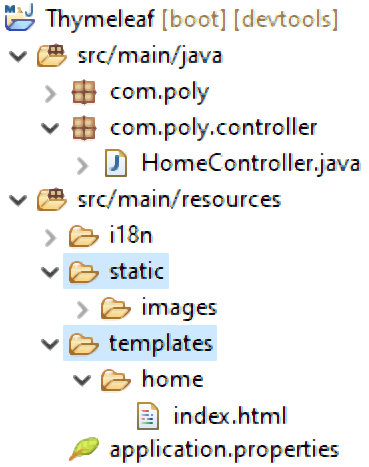 Thymeleaf [boot] [devtools]
src/main/java
com.poly
com.poly.controller
HomeController.java
src/main/resources
i18n
static
images
templates
home
index.html
application.properties